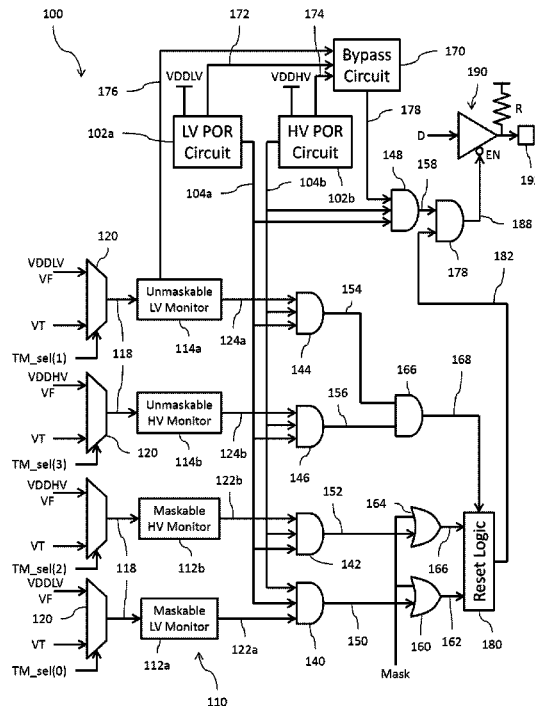 100
172
174
176
VDDLV
VDDHV
Bypass
Circuit
170
190
R
LV POR
Circuit
HV POR
Circuit
102a
102b
178
D
EN
104a
104b
148
158
188
178
182
120
VDDLV
VF
VT
TM_sel(1)
118
Unmaskable
LV Monitor
114a
124a
154
144
VDDHV
VF
VT
TM_sel(3)
120
Unmaskable
HV Monitor
114b
124b
156
146
166
168
VDDHV
VF
VT
TM_sel(2)
118
Maskable
HV Monitor
112b
122b
152
142
164
166
Reset Logic
180
VDDLV
VF
120
VT
TM_sel(0)
Maskable
LV Monitor
112a
122a
110
140
150
160
162
Mask